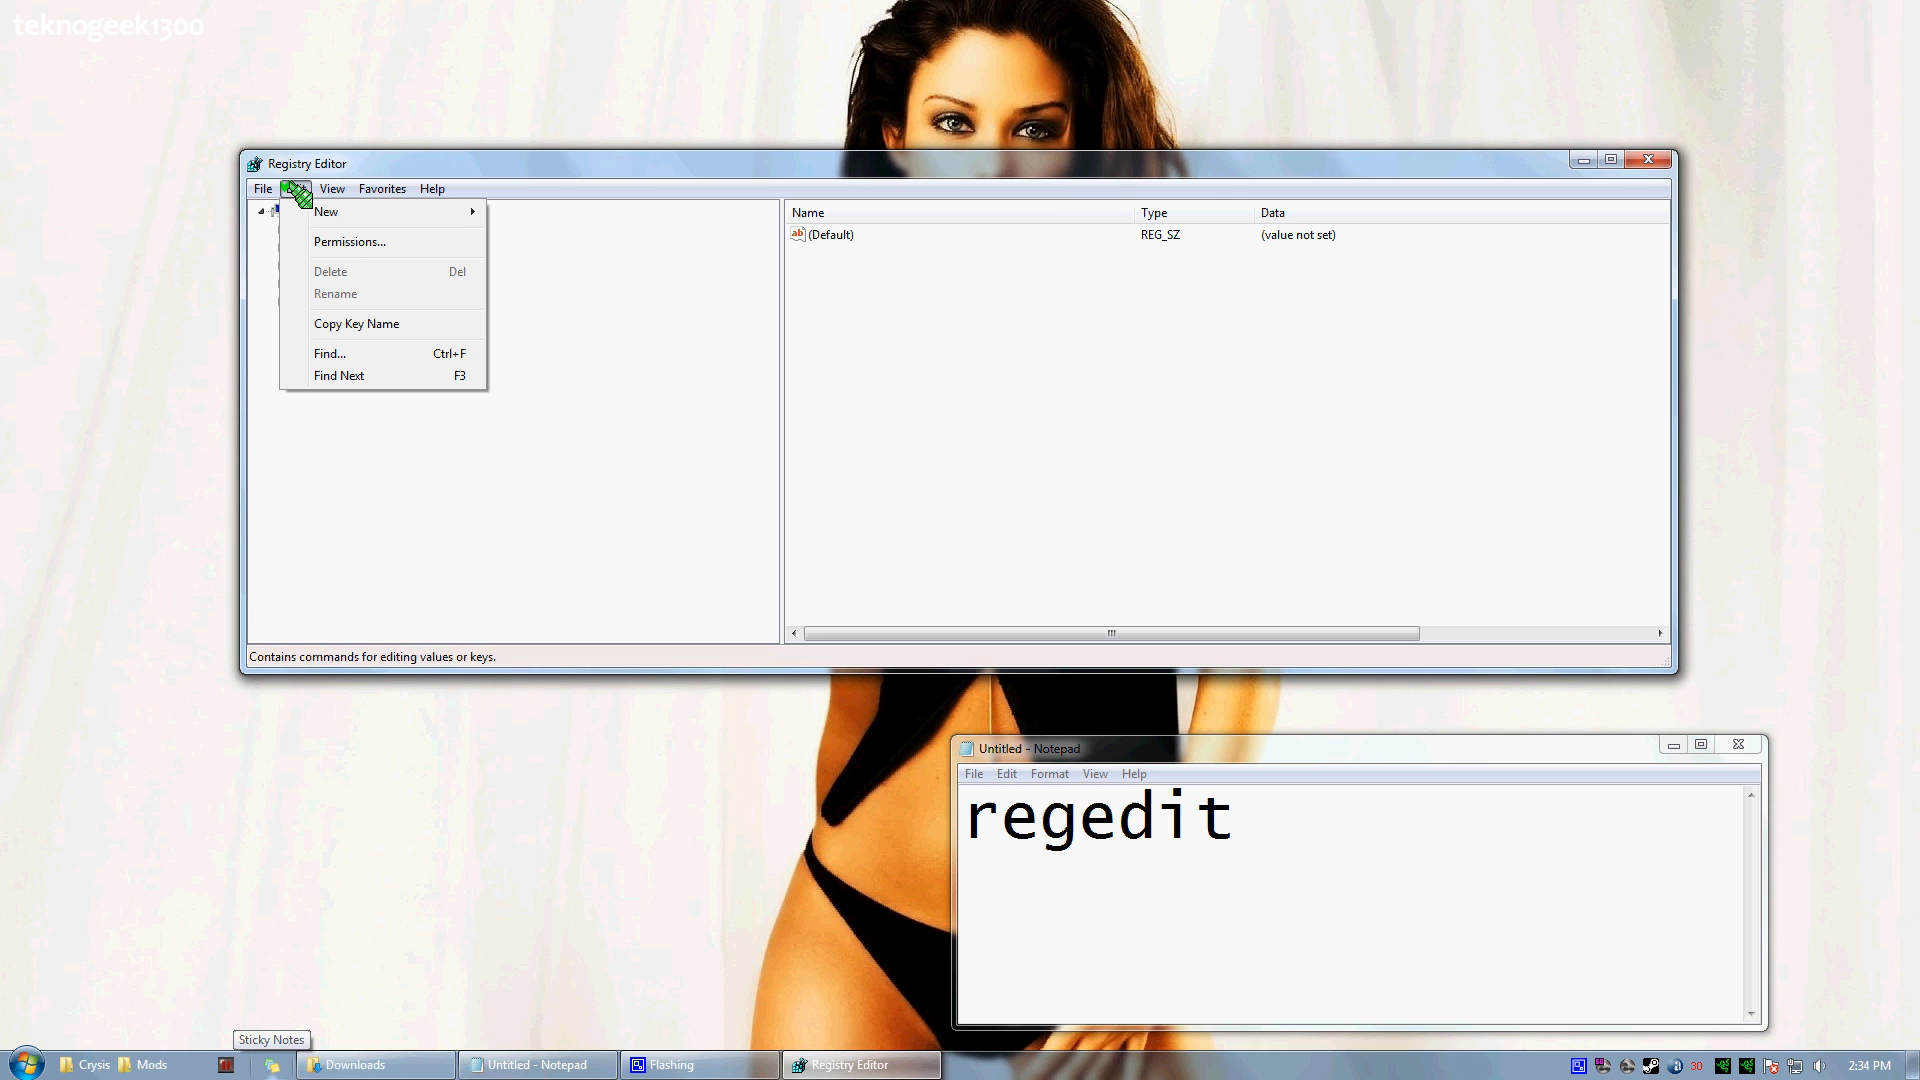 teknogeek1300
Registry Editor
File View Favorites Help
New
Permissions...
Delete Del
Rename
Copy Key Name
Find... Ctrl+F
Find Next F3
Name Type Data
ab (Default) REG_SZ (value not set)
Contains commands for editing values or keys.
Untitled - Notepad
File Edit Format View Help
regedit
Sticky Notes
Crysis Mods Downloads Untitled - Notepad Flashing Registry Editor 30 2:34 PM